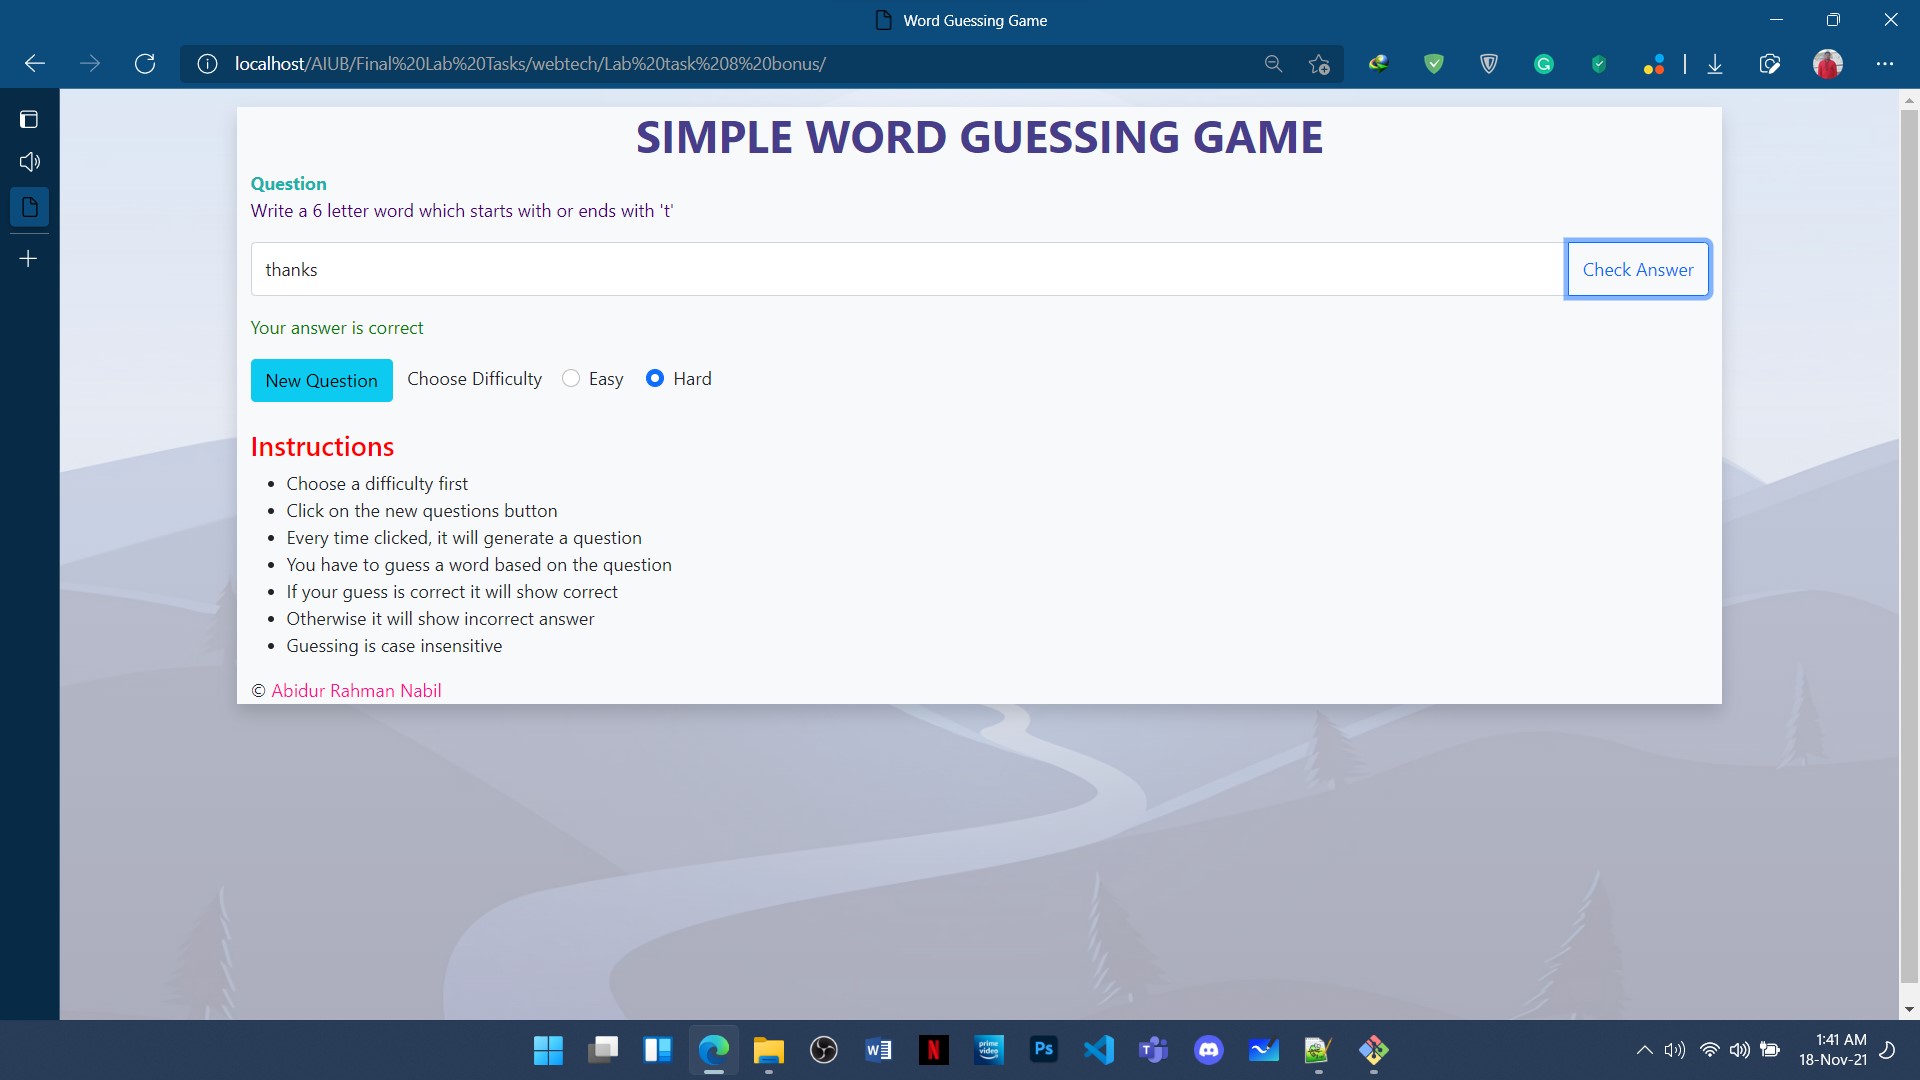 Word Guessing Game
localhost/AIUB/Final%20Lab%20Tasks/webtech/Lab%20task%208%20bonus/
SIMPLE WORD GUESSING GAME
Question
Write a 6 letter word which starts with or ends with 't'
thanks
Check Answer
Your answer is correct
New Question
Choose Difficulty
Easy
Hard
Instructions
• Choose a difficulty first
• Click on the new questions button
• Every time clicked, it will generate a question
• You have to guess a word based on the question
• If your guess is correct it will show correct
• Otherwise it will show incorrect answer
• Guessing is case insensitive
© Abidur Rahman Nabil
prime video
Ps
1:41 AM
18-Nov-21